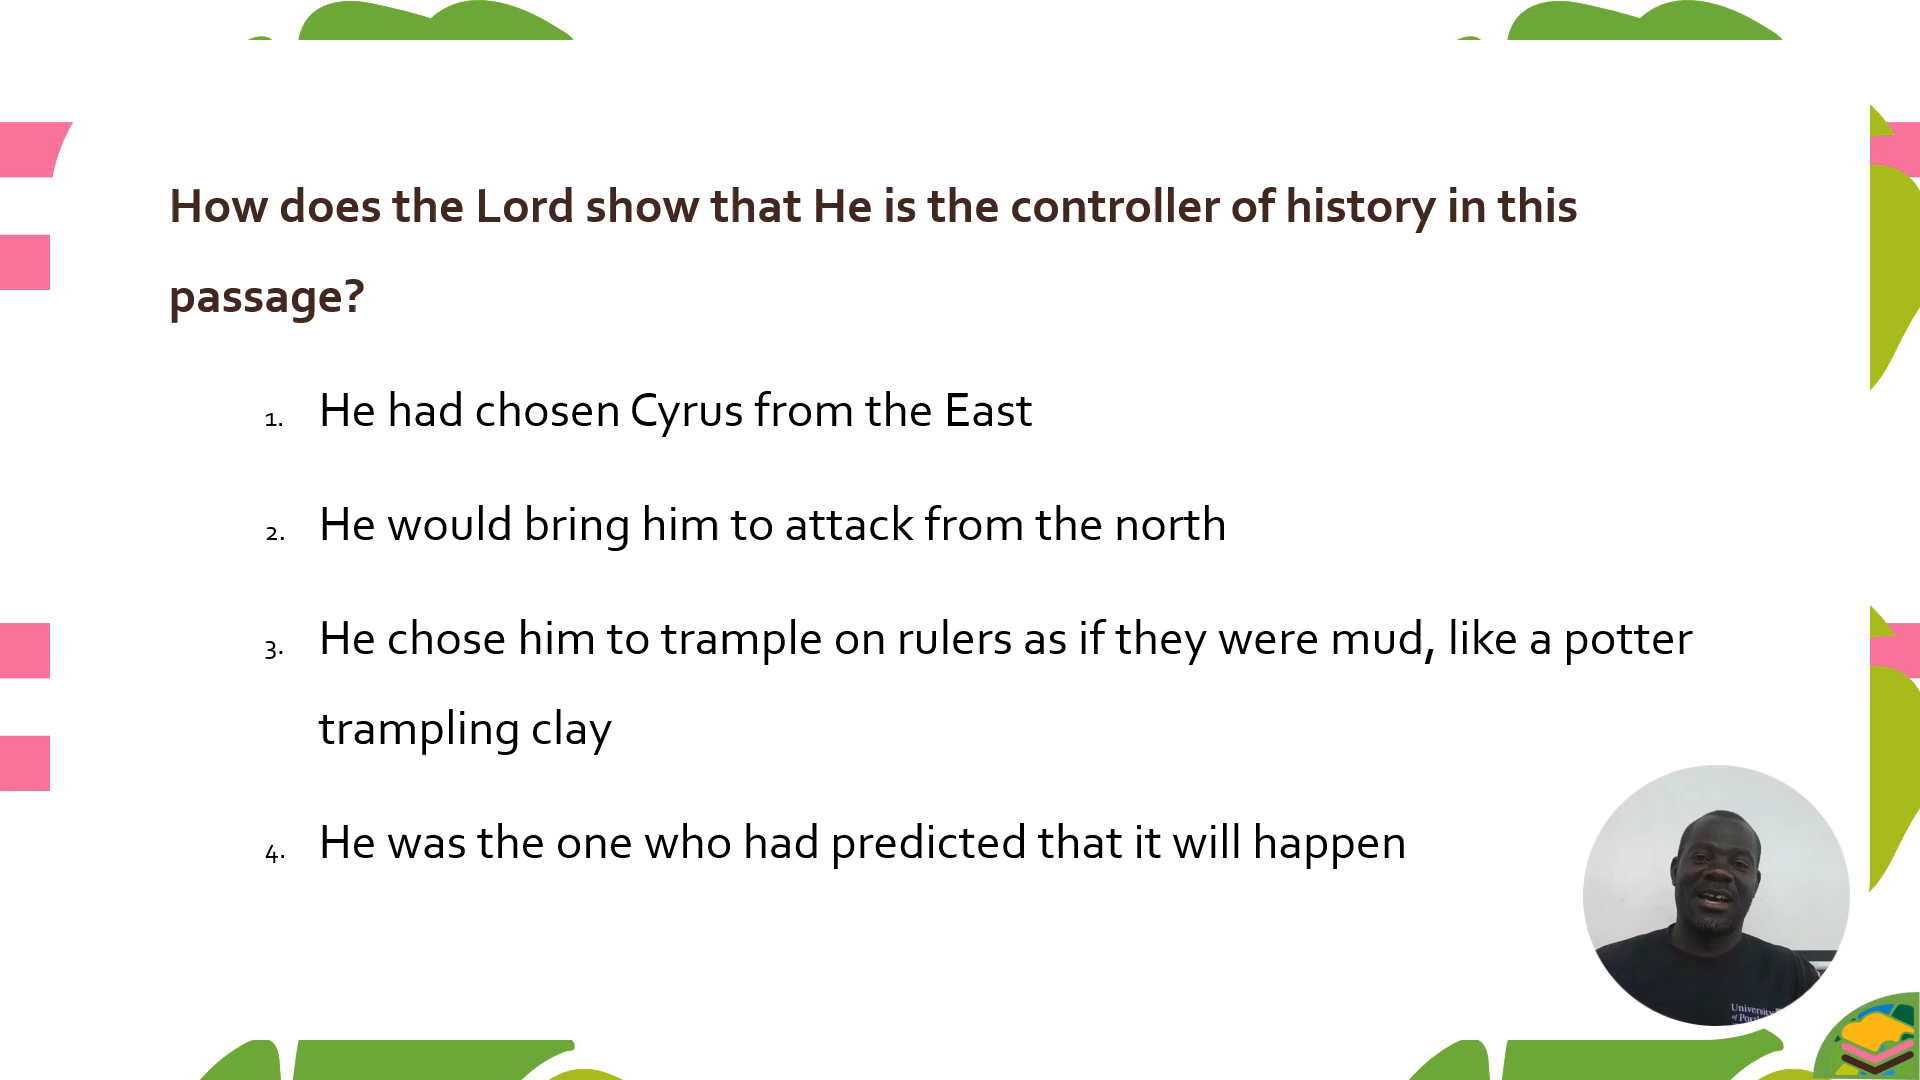 How does the Lord show that He is the controller of history in this
passage?
1. He had chosen Cyrus from the East
2. He would bring him to attack from the north
3. He chose him to trample on rulers as if they were mud, like a potter
trampling clay
4. He was the one who had predicted that it will happen
of